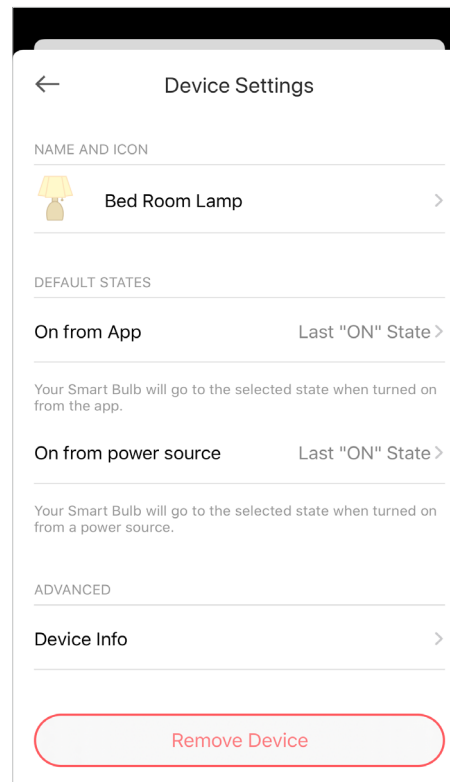 Device Settings
NAME AND ICON
Bed Room Lamp
DEFAULT STATES
On from App Last "ON" State
Your Smart Bulb will go to the selected state when turned on
from the app.
On from power source Last "ON" State
Your Smart Bulb will go to the selected state when turned on
from a power source.
ADVANCED
Device Info
Remove Device